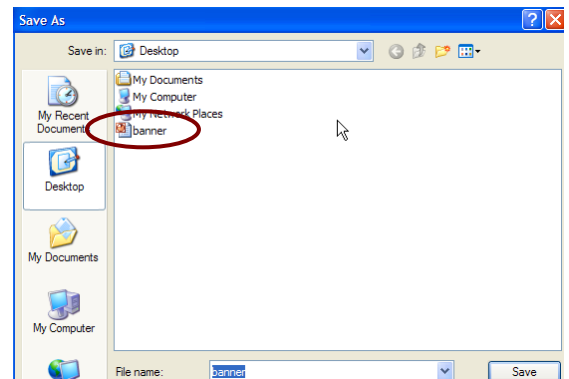 Save As
Save in: Desktop
My Documents
My Computer
My Network Places
banner
My Recent
Documents
Desktop
My Documents
My Computer
File name: banner Save